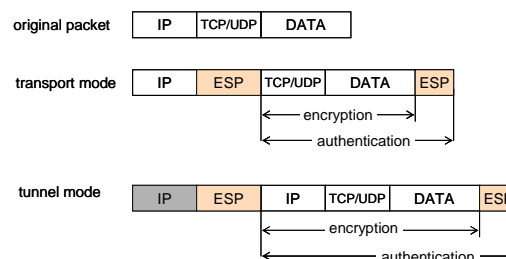 original packet IP TCP/UDP DATA
transport mode IP ESP TCP/UDP DATA ESP
encryption
authentication
tunnel mode IP ESP IP TCP/UDP DATA ES
encryption
authentication